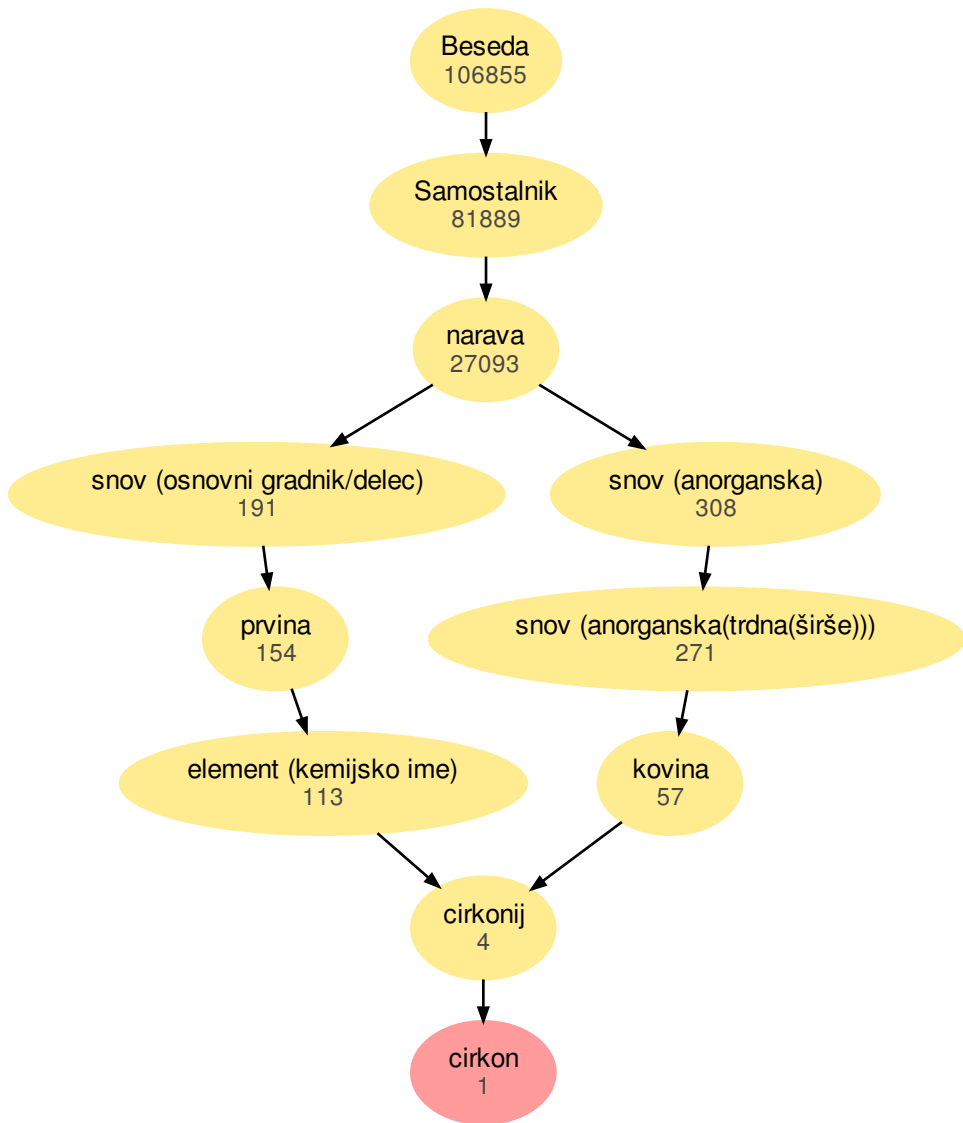 Beseda
106855
Samostalnik
81889
narava
27093
snov (osnovni gradnik/delec)
191
snov (anorganska)
308
prvina
154
snov (anorganska(trdna(širše)))
271
element (kemijsko ime)
113
kovina
57
cirkonij
4
cirkon
1